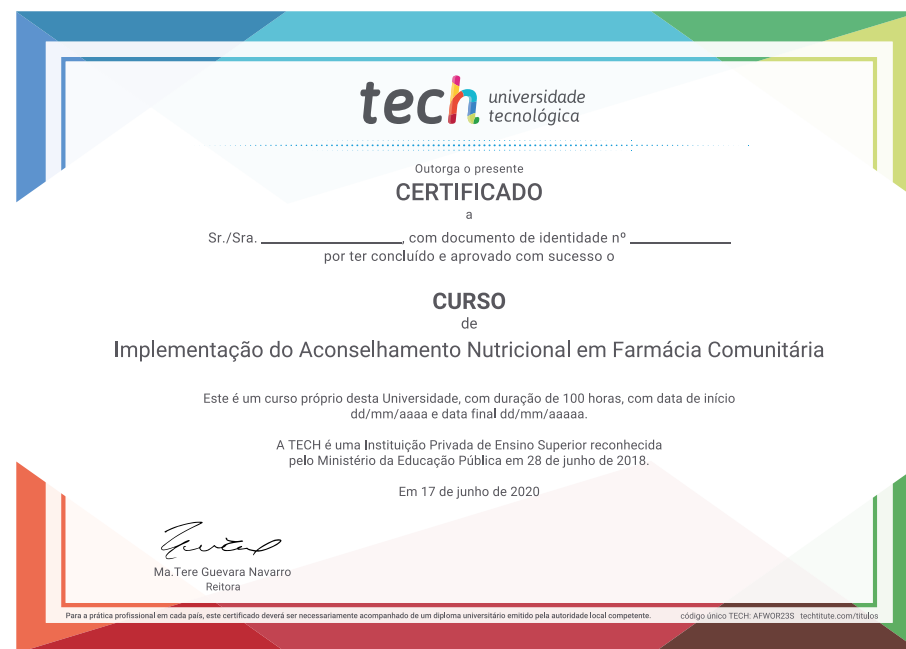 tech universidade
tecnológica
Outorga o presente
CERTIFICADO
a
Sr./Sra. ____________, com documento de identidade nº ____________
por ter concluído e aprovado com sucesso o
CURSO
de
Implementação do Aconselhamento Nutricional em Farmácia Comunitária
Este é um curso próprio desta Universidade, com duração de 100 horas, com data de início
dd/mm/aaaa e data final dd/mm/aaaaa.
A TECH é uma Instituição Privada de Ensino Superior reconhecida
pelo Ministério da Educação Pública em 28 de junho de 2018.
Em 17 de junho de 2020
Ma.Tere Guevara Navarro
Reitora
Para a prática profissional em cada país, este certificado deverá ser necessariamente acompanhado de um diploma universitário emitido pela autoridade local competente. código único TECH: AFWOR23S techtitute.com/titulos